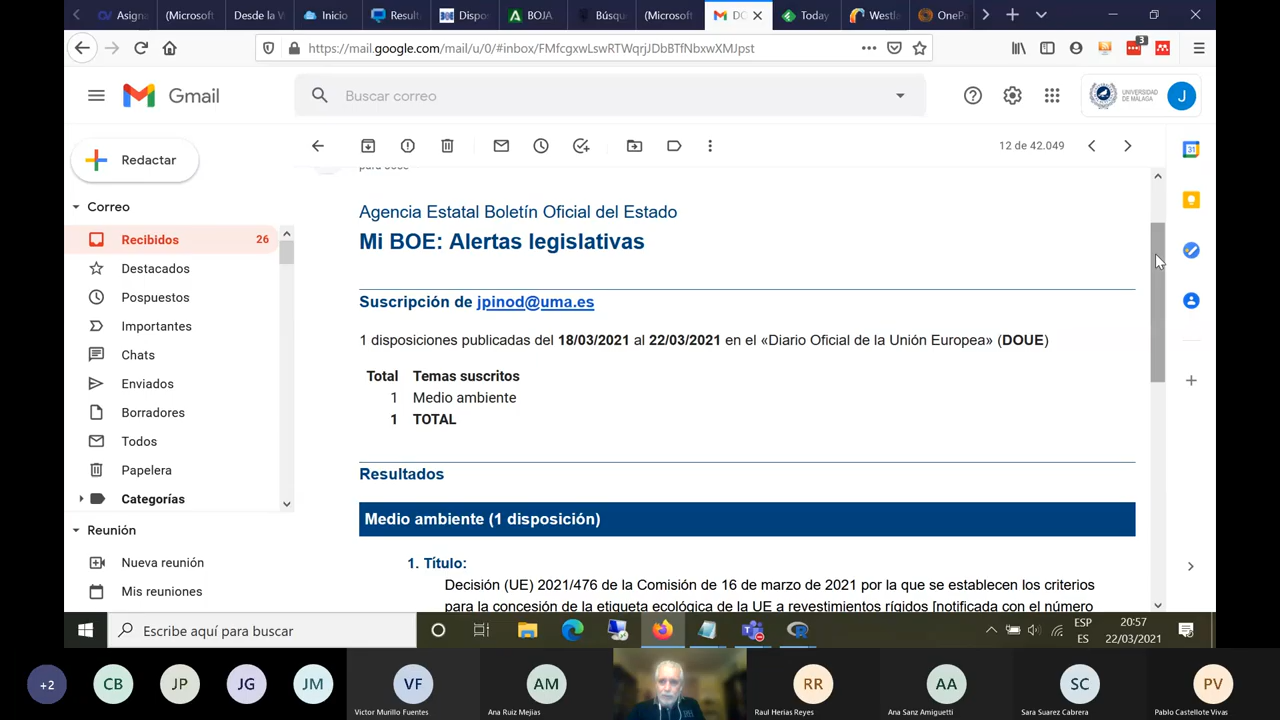 Asigna
(Microsoft
Desde la W
Inicio
Result
Dispos
BOJA
Búsqu
(Microsoft
DO
Today
Westla
OnePa
https://mail.google.com/mail/u/0/#inbox/FMfcgxwLswRTWqrjJDbBTfNbxwXMJpst
3
Gmail
Buscar correo
UNIVERSIDAD
DE MÁLAGA
J
Redactar
12 de 42.049
31
Correo
Recibidos 26
Destacados
Pospuestos
Importantes
Chats
Enviados
Borradores
Todos
Papelera
Categorías
Reunión
Nueva reunión
Mis reuniones
Agencia Estatal Boletín Oficial del Estado
Mi BOE: Alertas legislativas
Suscripción de jpinod@uma.es
1 disposiciones publicadas del 18/03/2021 al 22/03/2021 en el «Diario Oficial de la Unión Europea» (DOUE)
Total Temas suscritos
1 Medio ambiente
1 TOTAL
Resultados
Medio ambiente (1 disposición)
1. Título:
Decisión (UE) 2021/476 de la Comisión de 16 de marzo de 2021 por la que se establecen los criterios
para la concesión de la etiqueta ecológica de la UE a revestimientos rígidos [notificada con el número
Escribe aquí para buscar
ESP
ES
20:57
22/03/2021
+2
CB
JP
JG
JM
VF
Victor Murillo Fuentes
AM
Ana Ruiz Mejias
RR
Raul Herias Reyes
AA
Ana Sanz Amiguetti
SC
Sara Suarez Cabrera
PV
Pablo Castellote Vivas